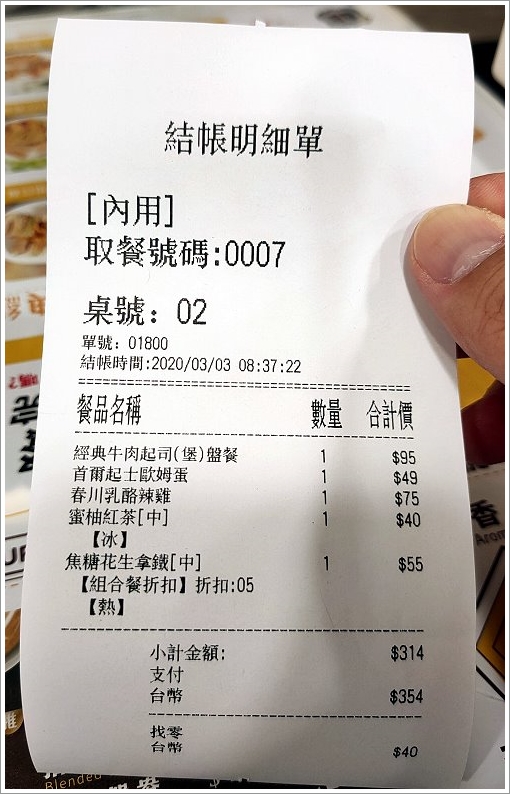 結帳明細單
[內用]
取餐號碼:0007
桌號: 02
單號: 01800
結帳時間:2020/03/03 08:37:22
餐品名稱 數量 合計價
經典牛肉起司(堡)盤餐 1 $95
首爾起士歐姆蛋 1 $49
春川乳酪辣雞 1 $75
蜜柚紅茶[中] 1 $40
【冰】
焦糖花生拿鐵[中] 1 $55
【組合餐折扣】折扣:05
【熱】
小計金額: $314
支付
台幣 $354
找零
台幣 $40
香
Arom
Blended